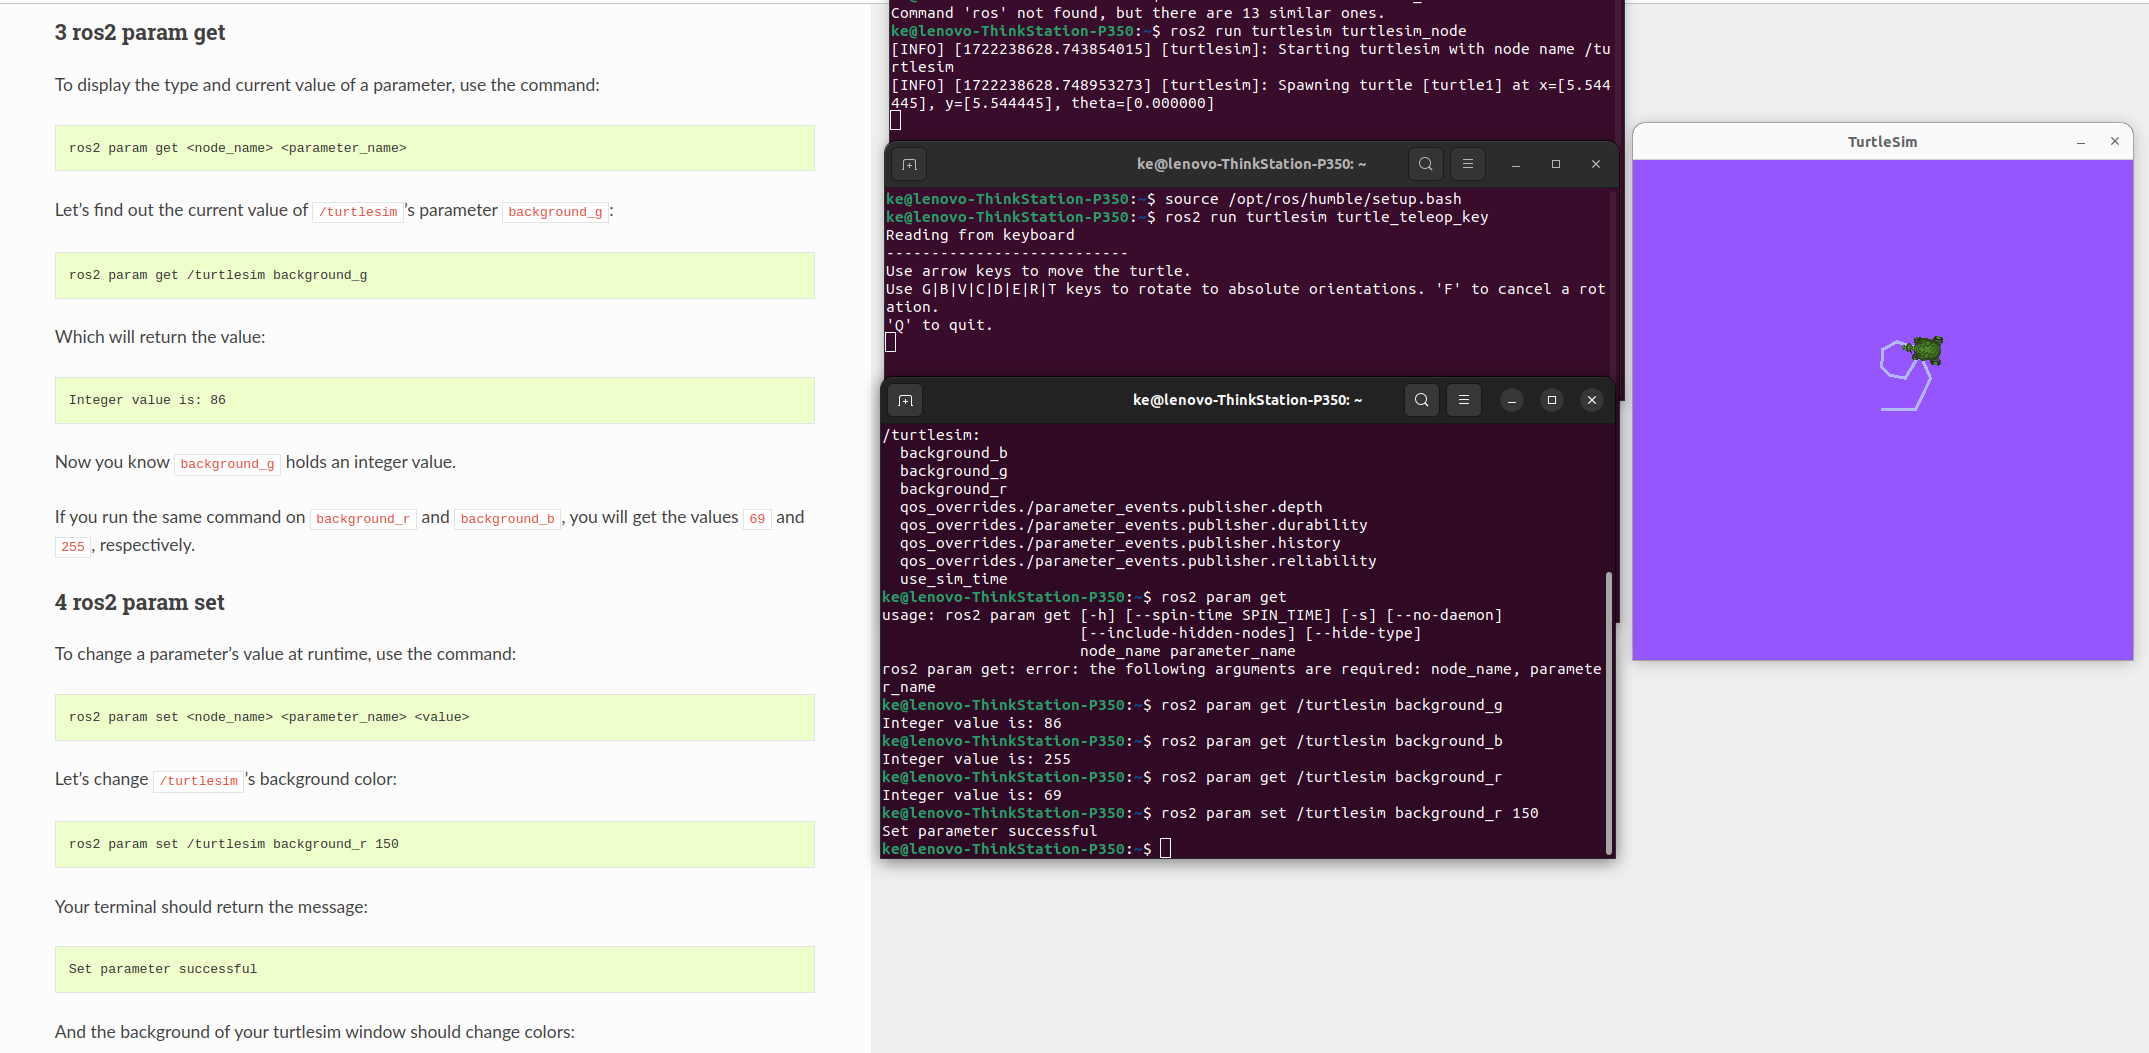 3 ros2 param get
To display the type and current value of a parameter, use the command:
ros2 param get <node_name> <parameter_name>
Let’s find out the current value of /turtlesim’s parameter background_g:
ros2 param get /turtlesim background_g
Which will return the value:
Integer value is: 86
Now you know background_g holds an integer value.
If you run the same command on background_r and background_b, you will get the values 69 and
255, respectively.
4 ros2 param set
To change a parameter’s value at runtime, use the command:
ros2 param set <node_name> <parameter_name> <value>
Let’s change /turtlesim’s background color:
ros2 param set /turtlesim background_r 150
Your terminal should return the message:
Set parameter successful
And the background of your turtlesim window should change colors:
Command 'ros' not found, but there are 13 similar ones.
ke@lenovo-ThinkStation-P350:~$ ros2 run turtlesim turtlesim_node
[INFO] [1722238628.743854015] [turtlesim]: Starting turtlesim with node name /tu
rtlesim
[INFO] [1722238628.748953273] [turtlesim]: Spawning turtle [turtle1] at x=[5.544
445], y=[5.544445], theta=[0.000000]
ke@lenovo-ThinkStation-P350: ~
ke@lenovo-ThinkStation-P350:~$ source /opt/ros/humble/setup.bash
ke@lenovo-ThinkStation-P350:~$ ros2 run turtlesim turtle_teleop_key
Reading from keyboard
---------------------------
Use arrow keys to move the turtle.
Use G|B|V|C|D|E|R|T keys to rotate to absolute orientations. 'F' to cancel a rot
ation.
'Q' to quit.
ke@lenovo-ThinkStation-P350: ~
/turtlesim:
  background_b
  background_g
  background_r
  qos_overrides./parameter_events.publisher.depth
  qos_overrides./parameter_events.publisher.durability
  qos_overrides./parameter_events.publisher.history
  qos_overrides./parameter_events.publisher.reliability
  use_sim_time
ke@lenovo-ThinkStation-P350:~$ ros2 param get
usage: ros2 param get [-h] [--spin-time SPIN_TIME] [-s] [--no-daemon]
                      [--include-hidden-nodes] [--hide-type]
                      node_name parameter_name
ros2 param get: error: the following arguments are required: node_name, paramete
r_name
ke@lenovo-ThinkStation-P350:~$ ros2 param get /turtlesim background_g
Integer value is: 86
ke@lenovo-ThinkStation-P350:~$ ros2 param get /turtlesim background_b
Integer value is: 255
ke@lenovo-ThinkStation-P350:~$ ros2 param get /turtlesim background_r
Integer value is: 69
ke@lenovo-ThinkStation-P350:~$ ros2 param set /turtlesim background_r 150
Set parameter successful
ke@lenovo-ThinkStation-P350:~$
TurtleSim